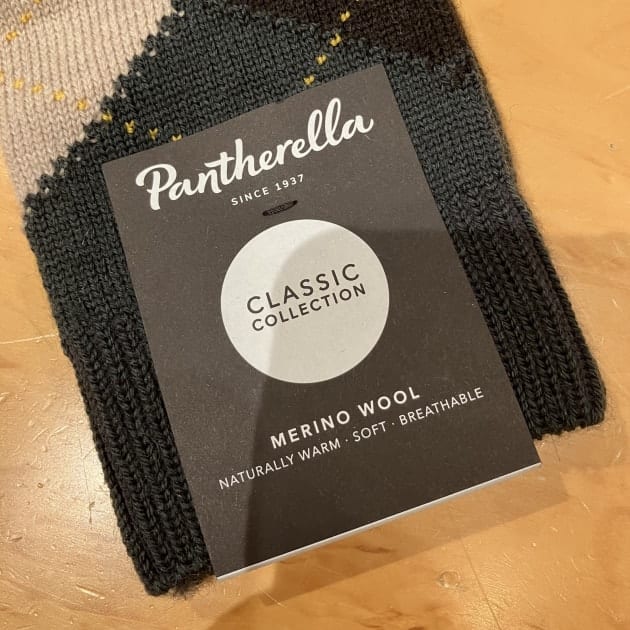 Pantherella
SINCE 1937
CLASSIC
COLLECTION
MERINO WOOL
NATURALLY WARM · SOFT · BREATHABLE